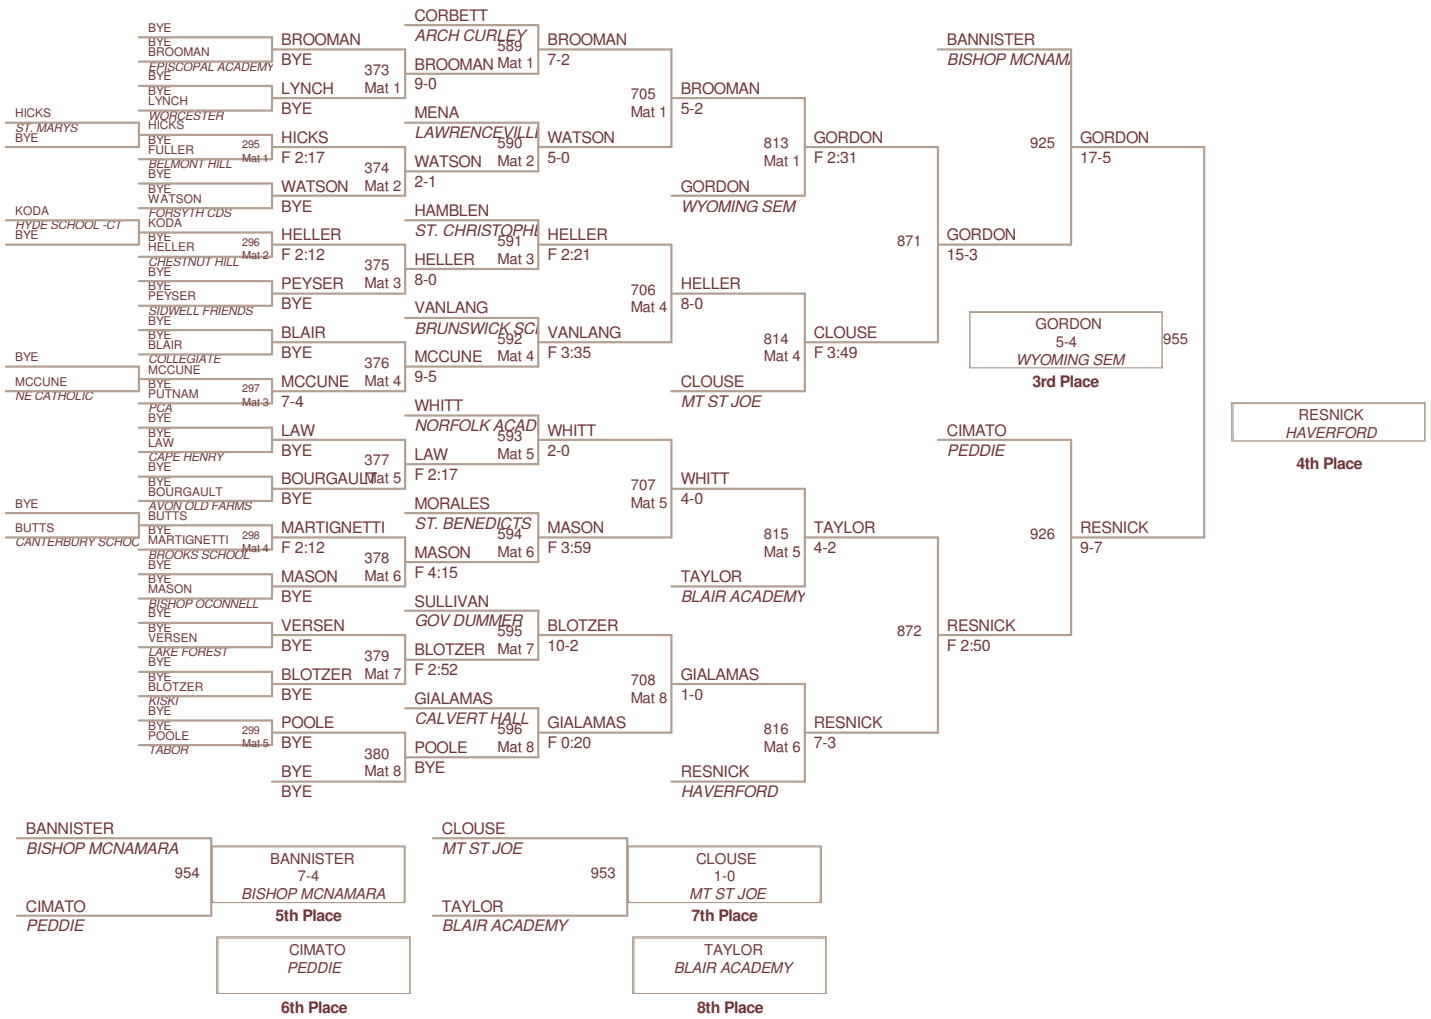 BYE
BYE
BROOMAN
EPISCOPAL ACADEMY
BYE
BYE
LYNCH
WORCESTER
HICKS
ST. MARYS
BYE
HICKS
BYE
FULLER
BELMONT HILL
295
Mat 1
BYE
BYE
WATSON
FORSYTH CDS
KODA
HYDE SCHOOL -CT
BYE
KODA
BYE
HELLER
CHESTNUT HILL
296
Mat 2
BYE
BYE
PEYSER
SIDWELL FRIENDS
BYE
BYE
BLAIR
COLLEGIATE
BYE
MCCUNE
NE CATHOLIC
MCCUNE
BYE
PUTNAM
PCA
297
Mat 3
BYE
BYE
LAW
CAPE HENRY
BYE
BYE
BOURGAULT
AVON OLD FARMS
BYE
BUTTS
CANTERBURY SCHOO
BUTTS
BYE
MARTIGNETTI
BROOKS SCHOOL
298
Mat 4
BYE
BYE
MASON
BISHOP OCONNELL
BYE
BYE
VERSEN
LAKE FOREST
BYE
BYE
BLOTZER
KISKI
BYE
BYE
POOLE
TABOR
299
Mat 5
BROOMAN
BYE
373
Mat 1
LYNCH
BYE
HICKS
F 2:17
374
Mat 2
WATSON
BYE
HELLER
F 2:12
375
Mat 3
PEYSER
BYE
BLAIR
BYE
376
Mat 4
MCCUNE
7-4
LAW
BYE
377
Mat 5
BOURGAULT
BYE
MARTIGNETTI
F 2:12
378
Mat 6
MASON
BYE
VERSEN
BYE
379
Mat 7
BLOTZER
BYE
POOLE
BYE
380
Mat 8
BYE
BYE
CORBETT
ARCH CURLEY
589
Mat 1
BROOMAN
9-0
MENA
LAWRENCEVILL
590
Mat 2
WATSON
2-1
HAMBLEN
ST. CHRISTOPHE
591
Mat 3
HELLER
8-0
VANLANG
BRUNSWICK SC
592
Mat 4
MCCUNE
9-5
WHITT
NORFOLK ACAD
593
Mat 5
LAW
F 2:17
MORALES
ST. BENEDICTS
594
Mat 6
MASON
F 4:15
SULLIVAN
GOV DUMMER
595
Mat 7
BLOTZER
F 2:52
GIALAMAS
CALVERT HALL
596
Mat 8
POOLE
BYE
BROOMAN
7-2
705
Mat 1
WATSON
5-0
HELLER
F 2:21
706
Mat 4
VANLANG
F 3:35
WHITT
2-0
707
Mat 5
MASON
F 3:59
BLOTZER
10-2
708
Mat 8
GIALAMAS
F 0:20
BROOMAN
5-2
813
Mat 1
GORDON
WYOMING SEM
HELLER
8-0
814
Mat 4
CLOUSE
MT ST JOE
WHITT
4-0
815
Mat 5
TAYLOR
BLAIR ACADEMY
GIALAMAS
1-0
816
Mat 6
RESNICK
HAVERFORD
GORDON
F 2:31
871
CLOUSE
F 3:49
TAYLOR
4-2
872
RESNICK
7-3
BANNISTER
BISHOP MCNAMA
925
GORDON
15-3
CIMATO
PEDDIE
926
RESNICK
F 2:50
GORDON
17-5
955
RESNICK
9-7
GORDON
5-4
WYOMING SEM
3rd Place
RESNICK
HAVERFORD
4th Place
BANNISTER
BISHOP MCNAMARA
954
CIMATO
PEDDIE
BANNISTER
7-4
BISHOP MCNAMARA
5th Place
CIMATO
PEDDIE
6th Place
CLOUSE
MT ST JOE
953
TAYLOR
BLAIR ACADEMY
CLOUSE
1-0
MT ST JOE
7th Place
TAYLOR
BLAIR ACADEMY
8th Place